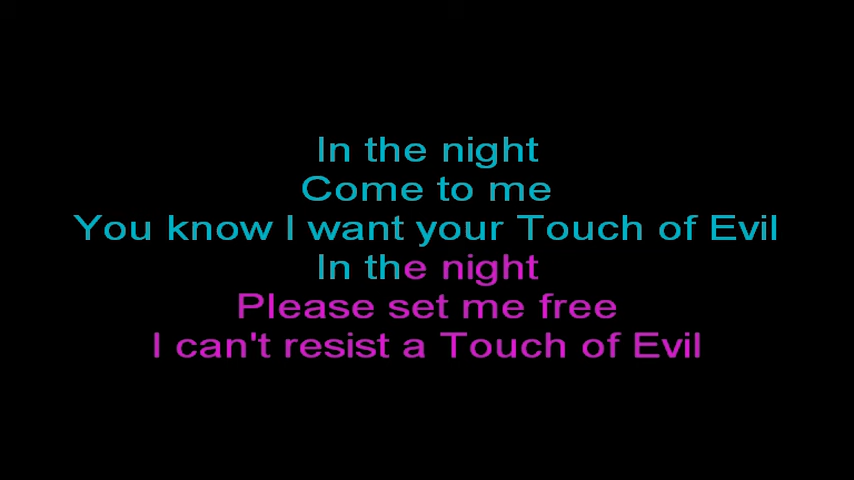 In the night
Come to me
You know I want your Touch of Evil
In the night
Please set me free
I can't resist a Touch of Evil